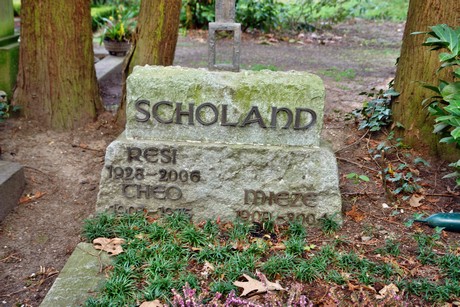 SCHOLAND
RESI
1928-2006
THEO
MIEZE